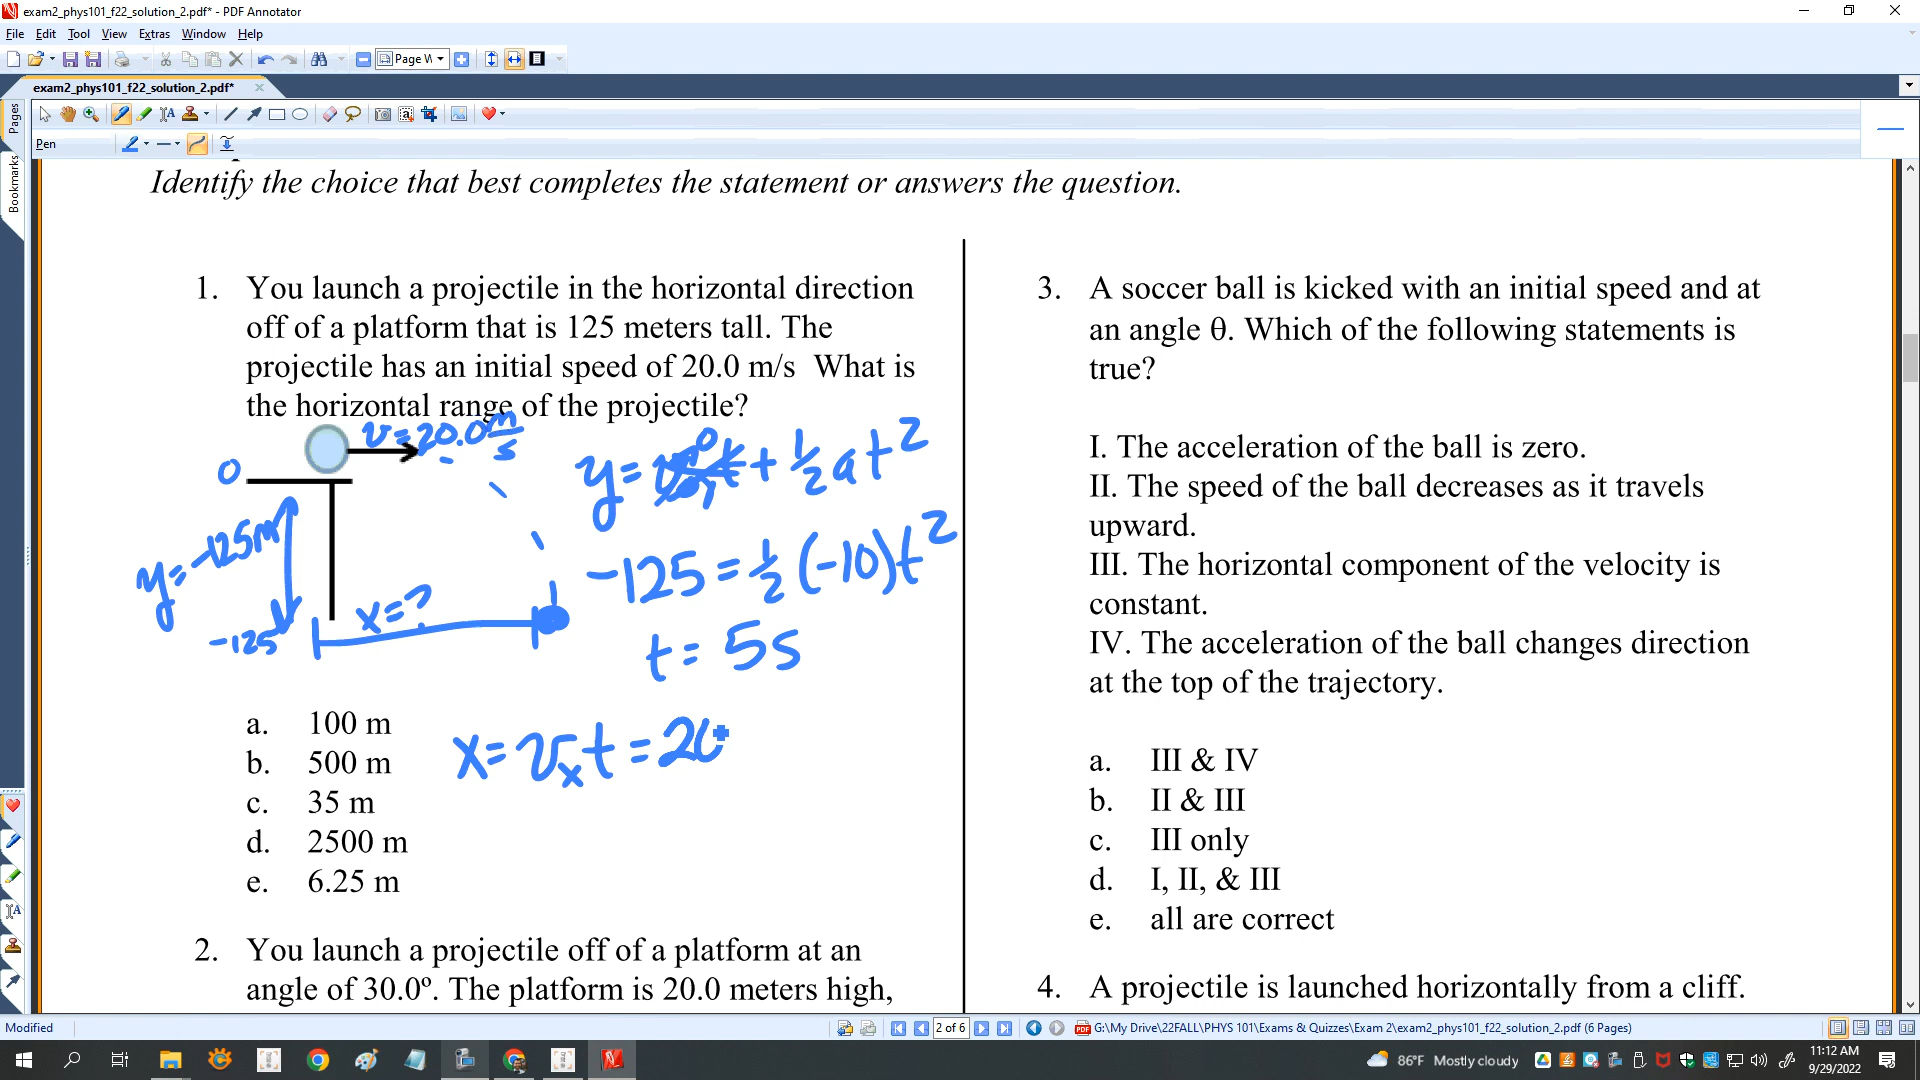 exam2_phys101_f22_solution_2.pdf* - PDF Annotator
File Edit Tool View Extras Window Help
Page W
exam2_phys101_f22_solution_2.pdf*
Pages
Bookmarks
Pen
Identify the choice that best completes the statement or answers the question.
1. You launch a projectile in the horizontal direction
off of a platform that is 125 meters tall. The
projectile has an initial speed of 20.0 m/s What is
the horizontal range of the projectile?
v = 20.0 m/s
0
y = -125m
-125
x = ?
y = v₀yt⁰ + 1/2 at²
-125 = 1/2 (-10)t²
t = 5s
a. 100 m
b. 500 m
c. 35 m
d. 2500 m
e. 6.25 m
x = vₓt = 20
2. You launch a projectile off of a platform at an
angle of 30.0º. The platform is 20.0 meters high,
3. A soccer ball is kicked with an initial speed and at
an angle θ. Which of the following statements is
true?
I. The acceleration of the ball is zero.
II. The speed of the ball decreases as it travels
upward.
III. The horizontal component of the velocity is
constant.
IV. The acceleration of the ball changes direction
at the top of the trajectory.
a. III & IV
b. II & III
c. III only
d. I, II, & III
e. all are correct
4. A projectile is launched horizontally from a cliff.
Modified
2 of 6
G:\My Drive\22FALL\PHYS 101\Exams & Quizzes\Exam 2\exam2_phys101_f22_solution_2.pdf (6 Pages)
86°F Mostly cloudy
11:12 AM
9/29/2022